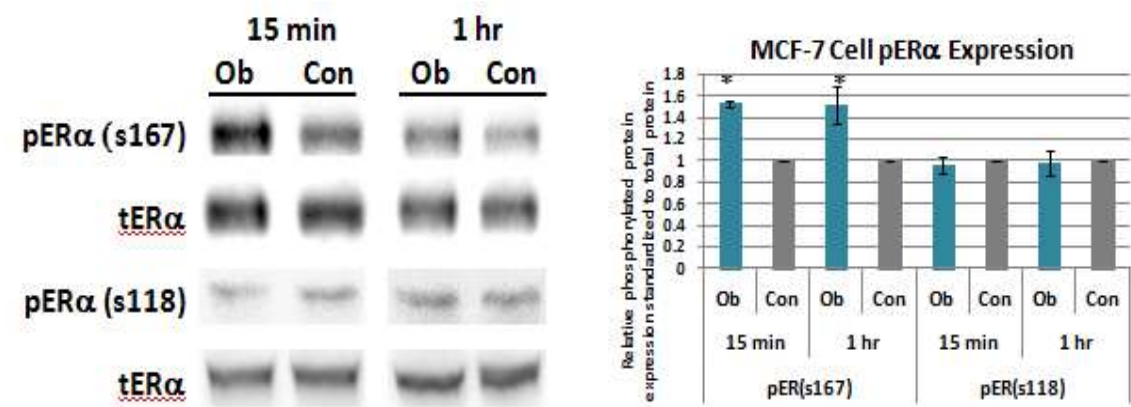 15 min 1 hr
Ob Con Ob Con
pERα (s167)
tERα
pERα (s118)
tERα
MCF-7 Cell pERα Expression
Relative phosphorylated protein
expression standardized to total protein
1.8
1.6
1.4
1.2
1
0.8
0.6
0.4
0.2
0
* *
Ob Con Ob Con Ob Con Ob Con
15 min 1 hr 15 min 1 hr
pER(s167) pER(s118)